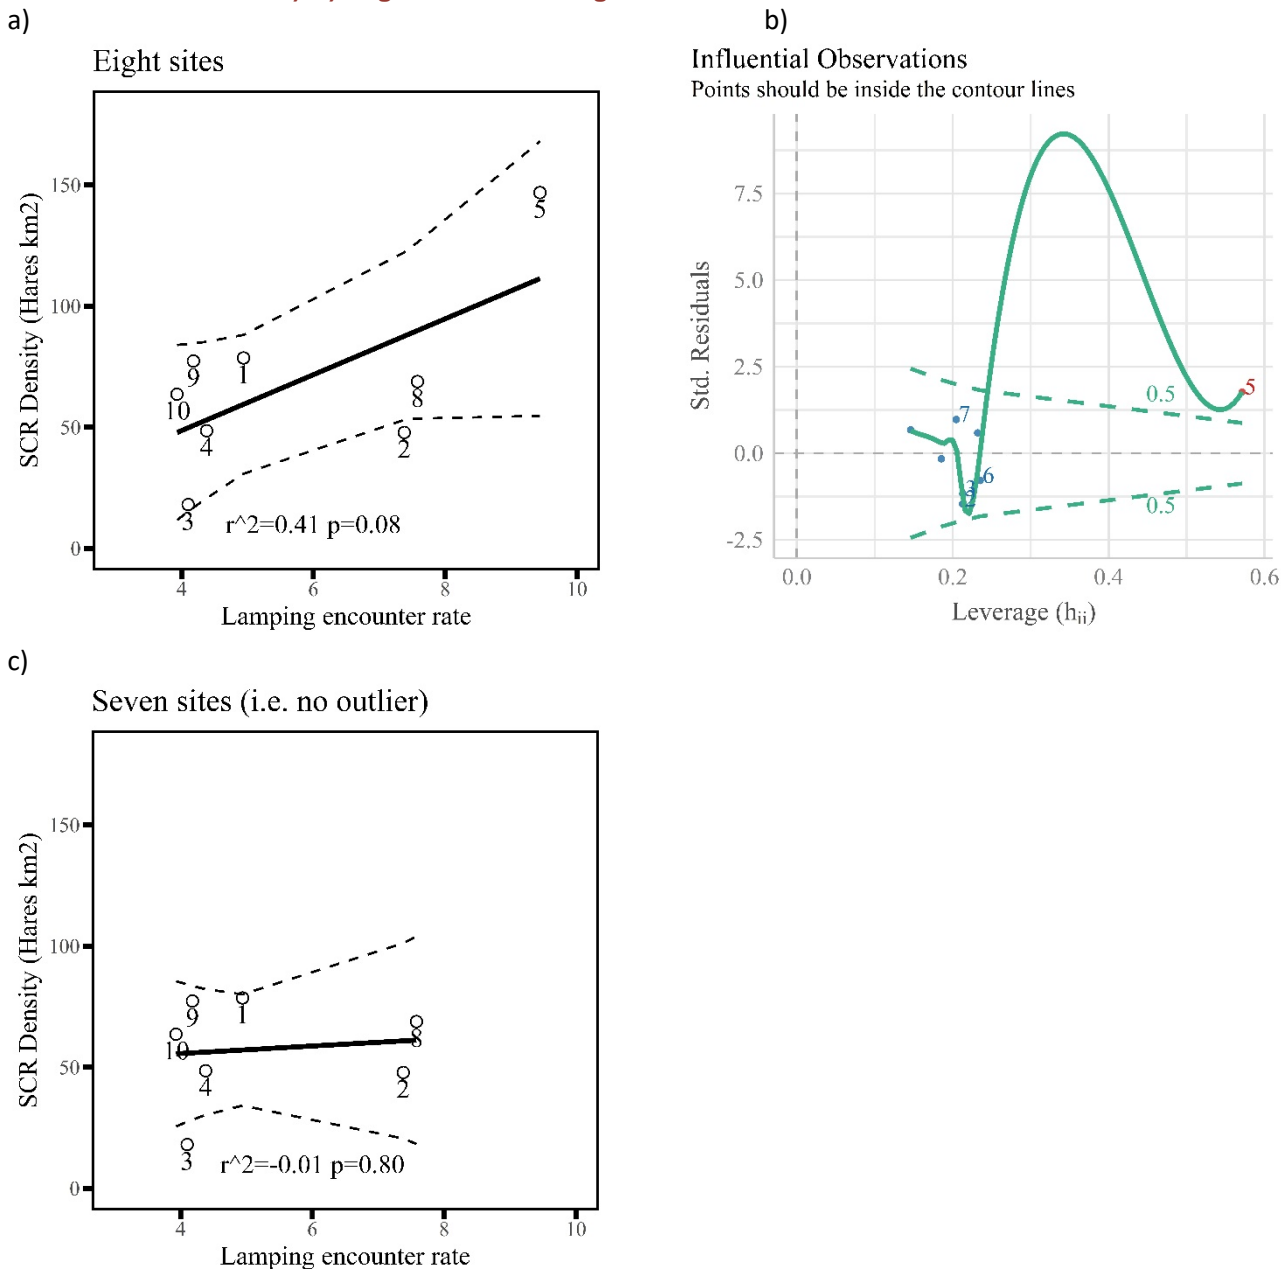 a)
Eight sites
SCR Density (Hares km2)
150
100
50
0
5
9
1
10
8
4
2
3
r^2=0.41 p=0.08
4 6 8 10
Lamping encounter rate
b)
Influential Observations
Points should be inside the contour lines
Std. Residuals
7.5
5.0
2.5
0.0
-2.5
0.5
5
7
6
3
0.5
0.0 0.2 0.4 0.6
Leverage (hii)
c)
Seven sites (i.e. no outlier)
SCR Density (Hares km2)
150
100
50
0
9
1
10
8
4
2
3
r^2=-0.01 p=0.80
4 6 8 10
Lamping encounter rate